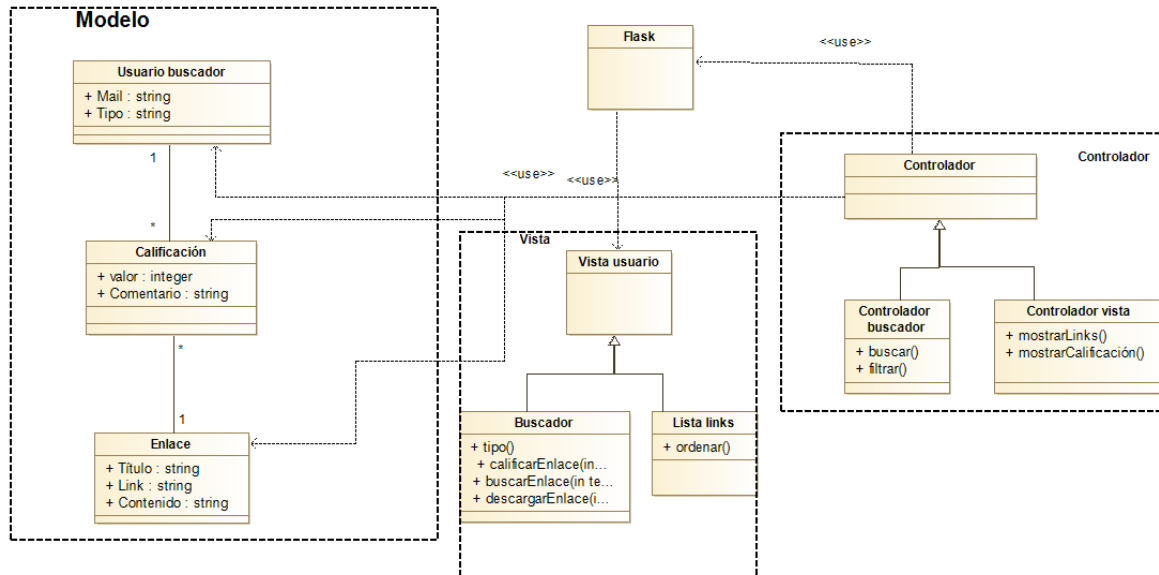 Modelo
Usuario buscador
+ Mail : string
+ Tipo : string
1
*
Calificación
+ valor : integer
+ Comentario : string
*
1
Enlace
+ Título : string
+ Link : string
+ Contenido : string
Flask
<<use>>
<<use>>
<<use>>
Vista
Vista usuario
Buscador
+ tipo()
+ calificarEnlace(in...
+ buscarEnlace(in te...
+ descargarEnlace(i...
Lista links
+ ordenar()
Controlador
Controlador
Controlador
buscador
+ buscar()
+ filtrar()
Controlador vista
+ mostrarLinks()
+ mostrarCalificación()